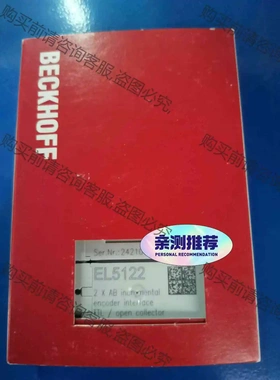 BECKHOFF
购买前请咨询客服,盗图必究.
亲测推荐
PERSONAL RECOMMENDATION
EL5122
2 X AB incremental
encoder interface
/ open collector